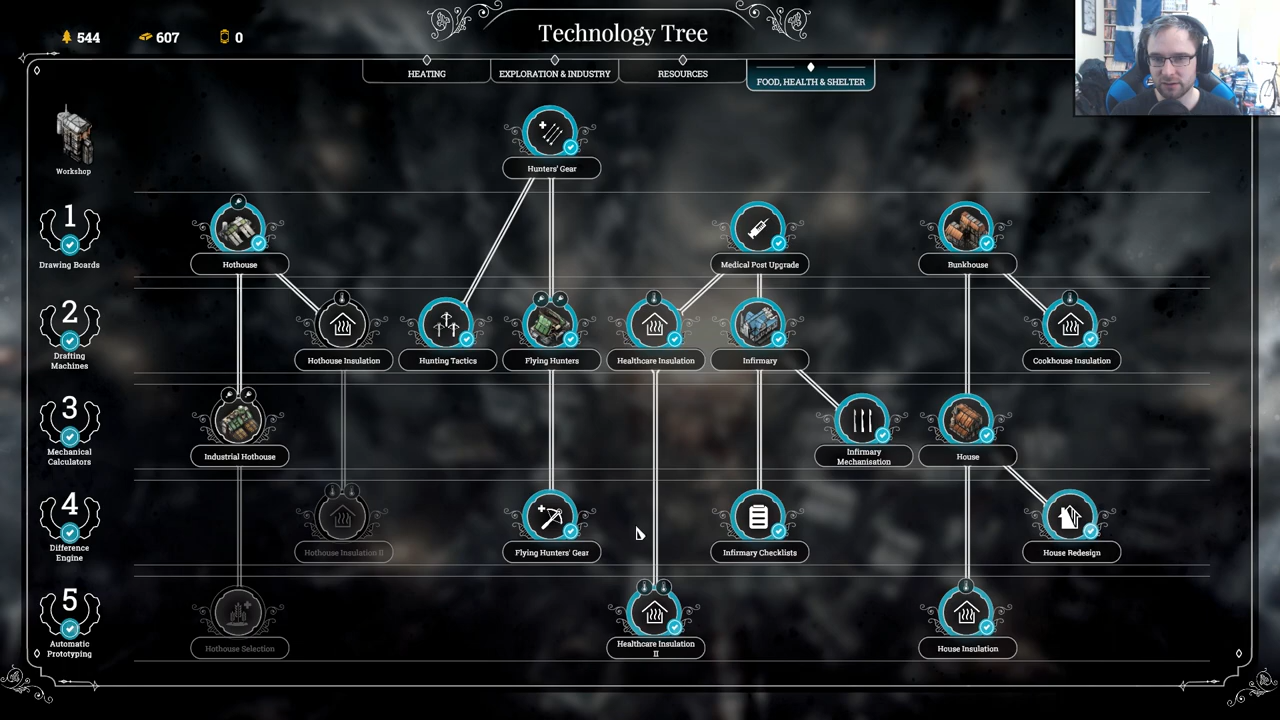 544 607 0
Technology Tree
HEATING EXPLORATION & INDUSTRY RESOURCES FOOD, HEALTH & SHELTER
Workshop
Hunters' Gear
1
Drawing Boards
Hothouse Medical Post Upgrade Bunkhouse
2
Drafting
Machines
Hothouse Insulation Hunting Tactics Flying Hunters Healthcare Insulation Infirmary Cookhouse Insulation
3
Mechanical
Calculators
Industrial Hothouse Infirmary
Mechanisation House
4
Difference
Engine
Hothouse Insulation II Flying Hunters' Gear Infirmary Checklists House Redesign
5
Automatic
Prototyping
Hothouse Selection Healthcare Insulation
II House Insulation